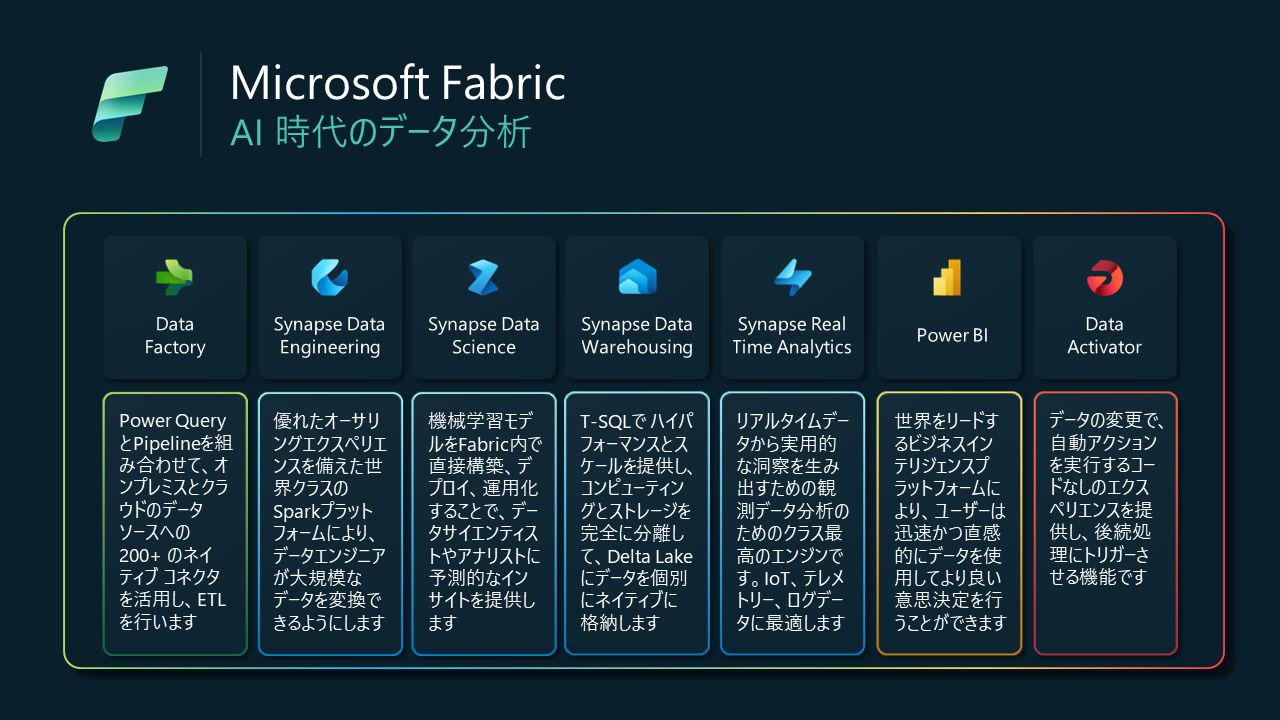 Microsoft Fabric
AI 時代のデータ分析
Data
Factory
Synapse Data
Engineering
Synapse Data
Science
Synapse Data
Warehousing
Synapse Real
Time Analytics
Power BI
Data
Activator
Power Query
とPipelineを組
み合わせて、オ
ンプレミスとクラ
ウドのデータ
ソースへの
200+ のネイ
ティブ コネクタ
を活用し、ETL
を行います
優れたオーサリ
ングエクスペリエ
ンスを備えた世
界クラスの
Sparkプラット
フォームにより、
データエンジニア
が大規模な
データを変換で
きるようにします
機械学習モデ
ルをFabric内で
直接構築、デ
プロイ、運用化
することで、デー
タサイエンティス
トやアナリストに
予測的なイン
サイトを提供し
ます
T-SQLで ハイパ
フォーマンスとス
ケールを提供し、
コンピューティン
グとストレージを
完全に分離し
て、Delta Lake
にデータを個別
にネイティブに
格納します
リアルタイムデー
タから実用的
な洞察を生み
出すための観
測データ分析の
ためのクラス最
高のエンジンで
す。IoT、テレメ
トリー、ログデー
タに最適します
世界をリードす
るビジネスイン
テリジェンスプ
ラットフォームに
より、ユーザーは
迅速かつ直感
的にデータを使
用してより良い
意思決定を行
うことができます
データの変更で、
自動アクション
を実行するコー
ドなしのエクス
ペリエンスを提
供し、後続処
理にトリガーさ
せる機能です